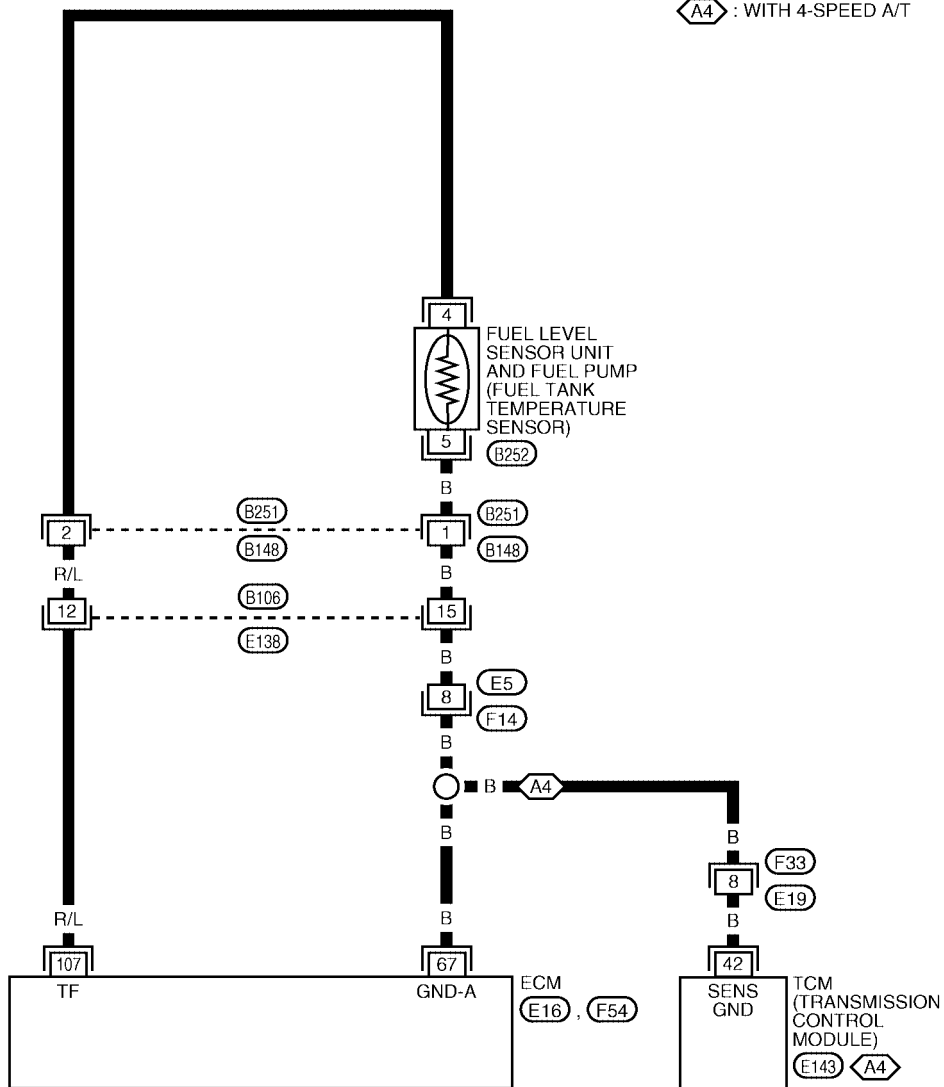 A4 : WITH 4-SPEED A/T
4
FUEL LEVEL
SENSOR UNIT
AND FUEL PUMP
(FUEL TANK
TEMPERATURE
SENSOR)
5
B252
B
2
B251
B148
1
B251
B148
R/L
B
12
B106
E138
15
B
8
E5
F14
B
B
A4
B
B
8
F33
E19
R/L
B
B
107
67
42
TF
GND-A
ECM
E16 , F54
SENS
GND
TCM
(TRANSMISSION
CONTROL
MODULE)
E143 A4